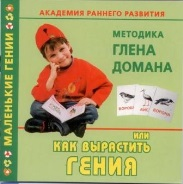 АКАДЕМИЯ РАННЕГО РАЗВИТИЯ
МАЛЕНЬКИЕ ГЕНИИ
МЕТОДИКА
ГЛЕНА
ДОМАНА
ИЛИ
КАК ВЫРАСТИТЬ
ГЕНИЯ